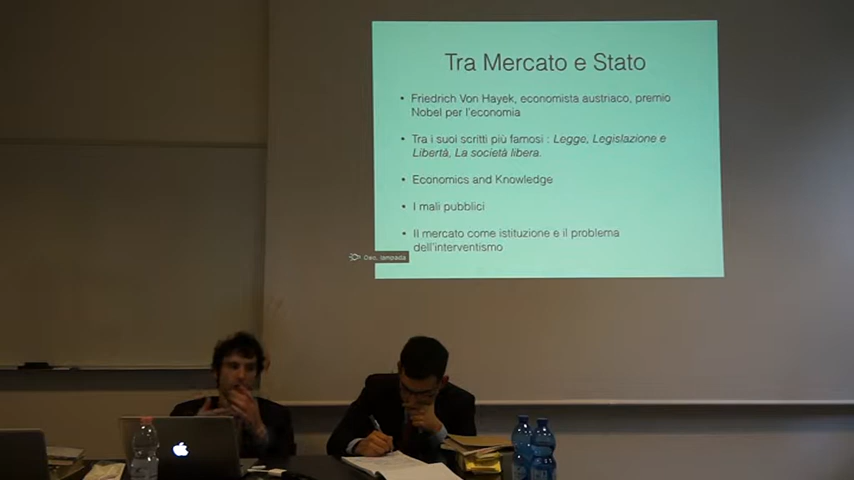 Tra Mercato e Stato
• Friedrich Von Hayek, economista austriaco, premio
Nobel per l'economia
• Tra i suoi scritti più famosi : Legge, Legislazione e
Libertà, La società libera.
• Economics and Knowledge
• I mali pubblici
• Il mercato come istituzione e il problema
dell'interventismo
Oslo, lampada